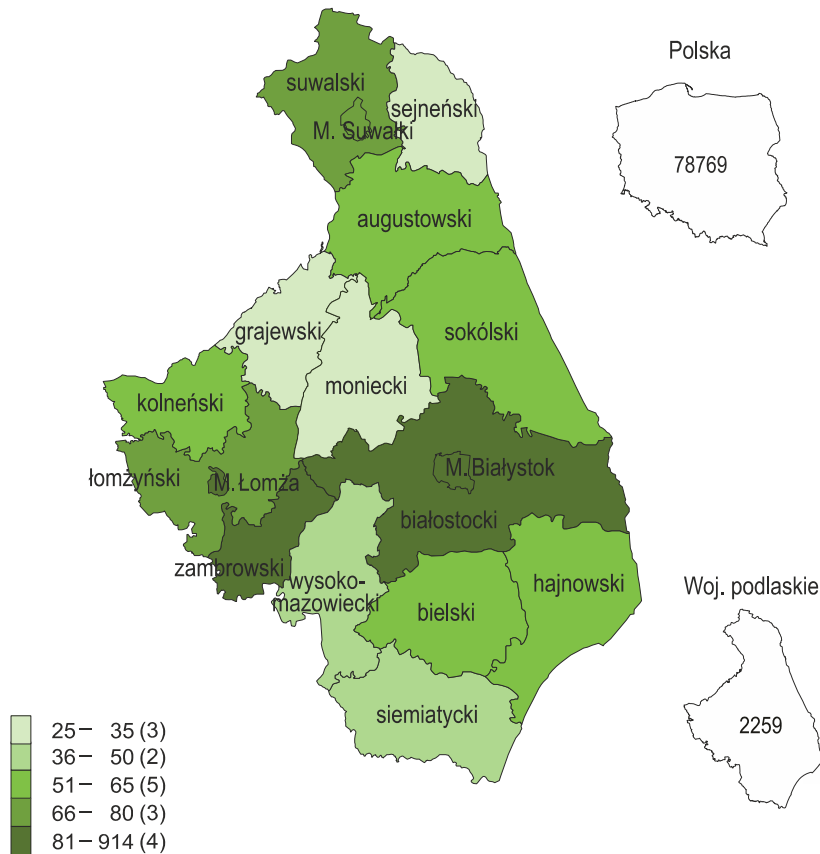 Polska
78769
suwalski
sejneński
M. Suwałki
augustowski
grajewski
sokólski
moniecki
kolneński
łomżyński
M. Łomża
M. Białystok
białostocki
zambrowski
wysoko-
mazowiecki
hajnowski
bielski
siemiatycki
Woj. podlaskie
2259
25 – 35 (3)
36 – 50 (2)
51 – 65 (5)
66 – 80 (3)
81 – 914 (4)